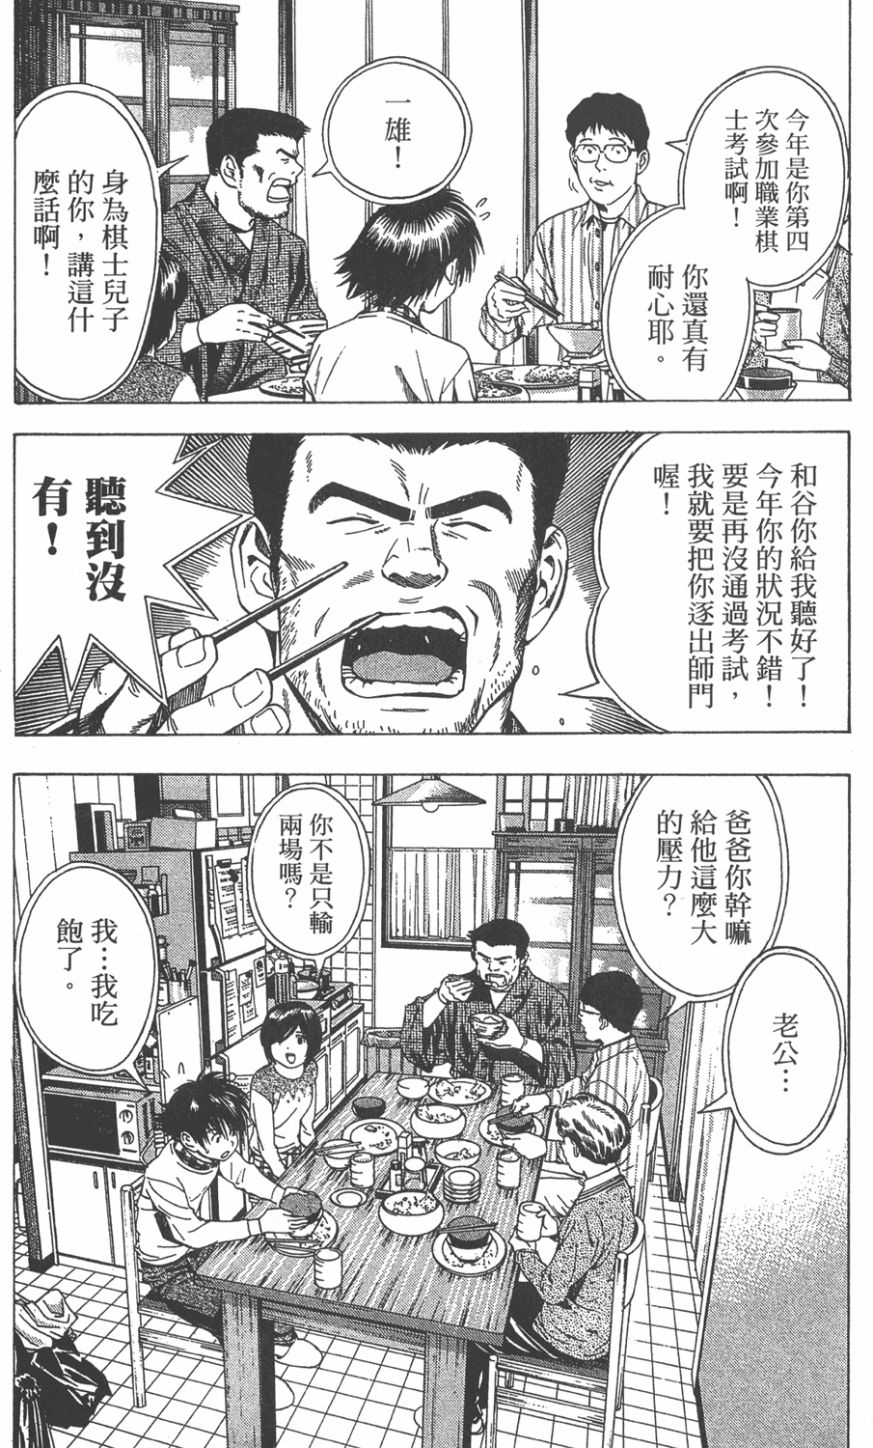 今年是你第四
次參加職業棋
士考試啊！
你還真有
耐心耶。
一雄！
身為棋士兒子
的你，講這什
麼話啊！
和谷你給我聽好了！
今年你的狀況不錯！
要是再沒通過考試，
我就要把你逐出師門
喔！
聽到沒
有！
爸爸你幹嘛
給他這麼大
的壓力？
老公…
你不是只輸
兩場嗎？
我…我吃
飽了。